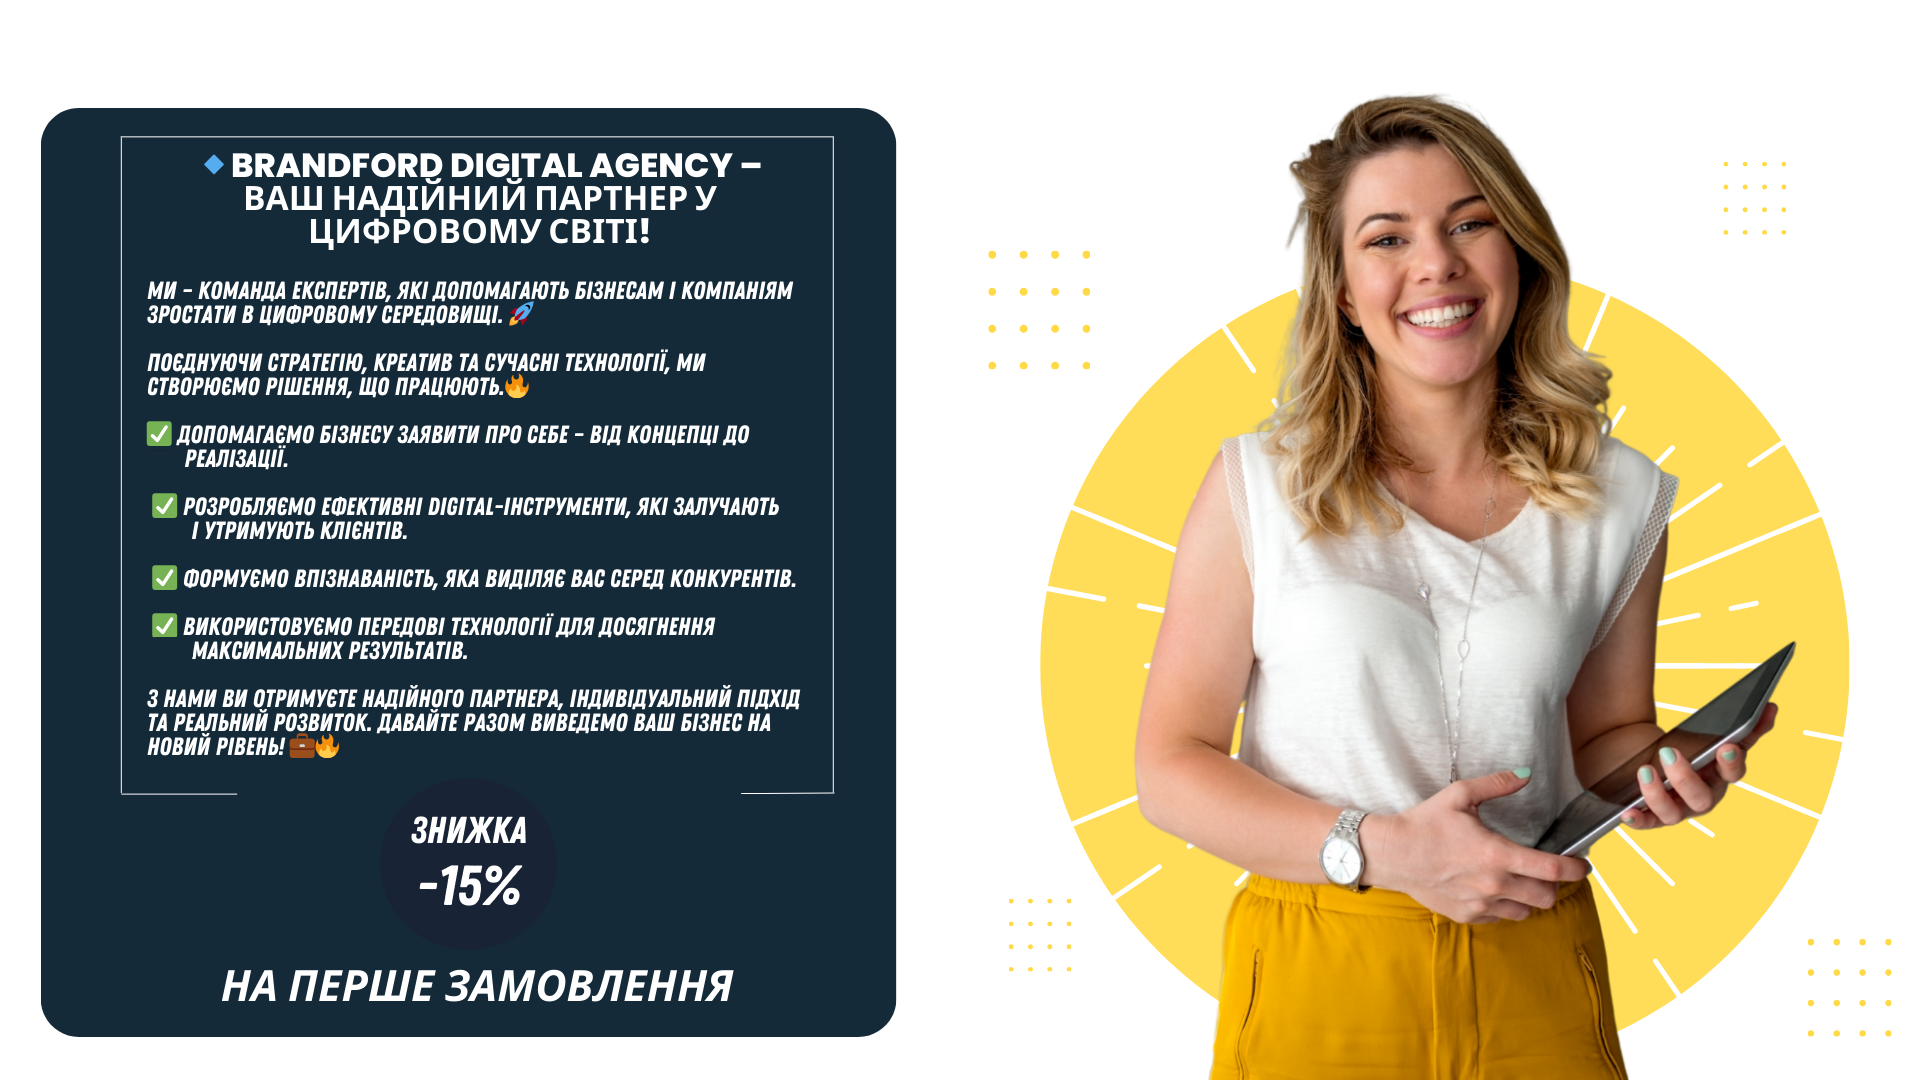 🔹BRANDFORD DIGITAL AGENCY –
ВАШ НАДІЙНИЙ ПАРТНЕР У
ЦИФРОВОМУ СВІТІ!
МИ – КОМАНДА ЕКСПЕРТІВ, ЯКІ ДОПОМАГАЮТЬ БІЗНЕСАМ І КОМПАНІЯМ
ЗРОСТАТИ В ЦИФРОВОМУ СЕРЕДОВИЩІ. 🚀
ПОЄДНУЮЧИ СТРАТЕГІЮ, КРЕАТИВ ТА СУЧАСНІ ТЕХНОЛОГІЇ, МИ
СТВОРЮЄМО РІШЕННЯ, ЩО ПРАЦЮЮТЬ.🔥
✅ ДОПОМАГАЄМО БІЗНЕСУ ЗАЯВИТИ ПРО СЕБЕ – ВІД КОНЦЕПЦІ ДО
РЕАЛІЗАЦІЇ.
✅ РОЗРОБЛЯЄМО ЕФЕКТИВНІ DIGITAL-ІНСТРУМЕНТИ, ЯКІ ЗАЛУЧАЮТЬ
І УТРИМУЮТЬ КЛІЄНТІВ.
✅ ФОРМУЄМО ВПІЗНАВАНІСТЬ, ЯКА ВИДІЛЯЄ ВАС СЕРЕД КОНКУРЕНТІВ.
✅ ВИКОРИСТОВУЄМО ПЕРЕДОВІ ТЕХНОЛОГІЇ ДЛЯ ДОСЯГНЕННЯ
МАКСИМАЛЬНИХ РЕЗУЛЬТАТІВ.
З НАМИ ВИ ОТРИМУЄТЕ НАДІЙНОГО ПАРТНЕРА, ІНДИВІДУАЛЬНИЙ ПІДХІД
ТА РЕАЛЬНИЙ РОЗВИТОК. ДАВАЙТЕ РАЗОМ ВИВЕДЕМО ВАШ БІЗНЕС НА
НОВИЙ РІВЕНЬ! 💼🔥
ЗНИЖКА
-15%
НА ПЕРШЕ ЗАМОВЛЕННЯ